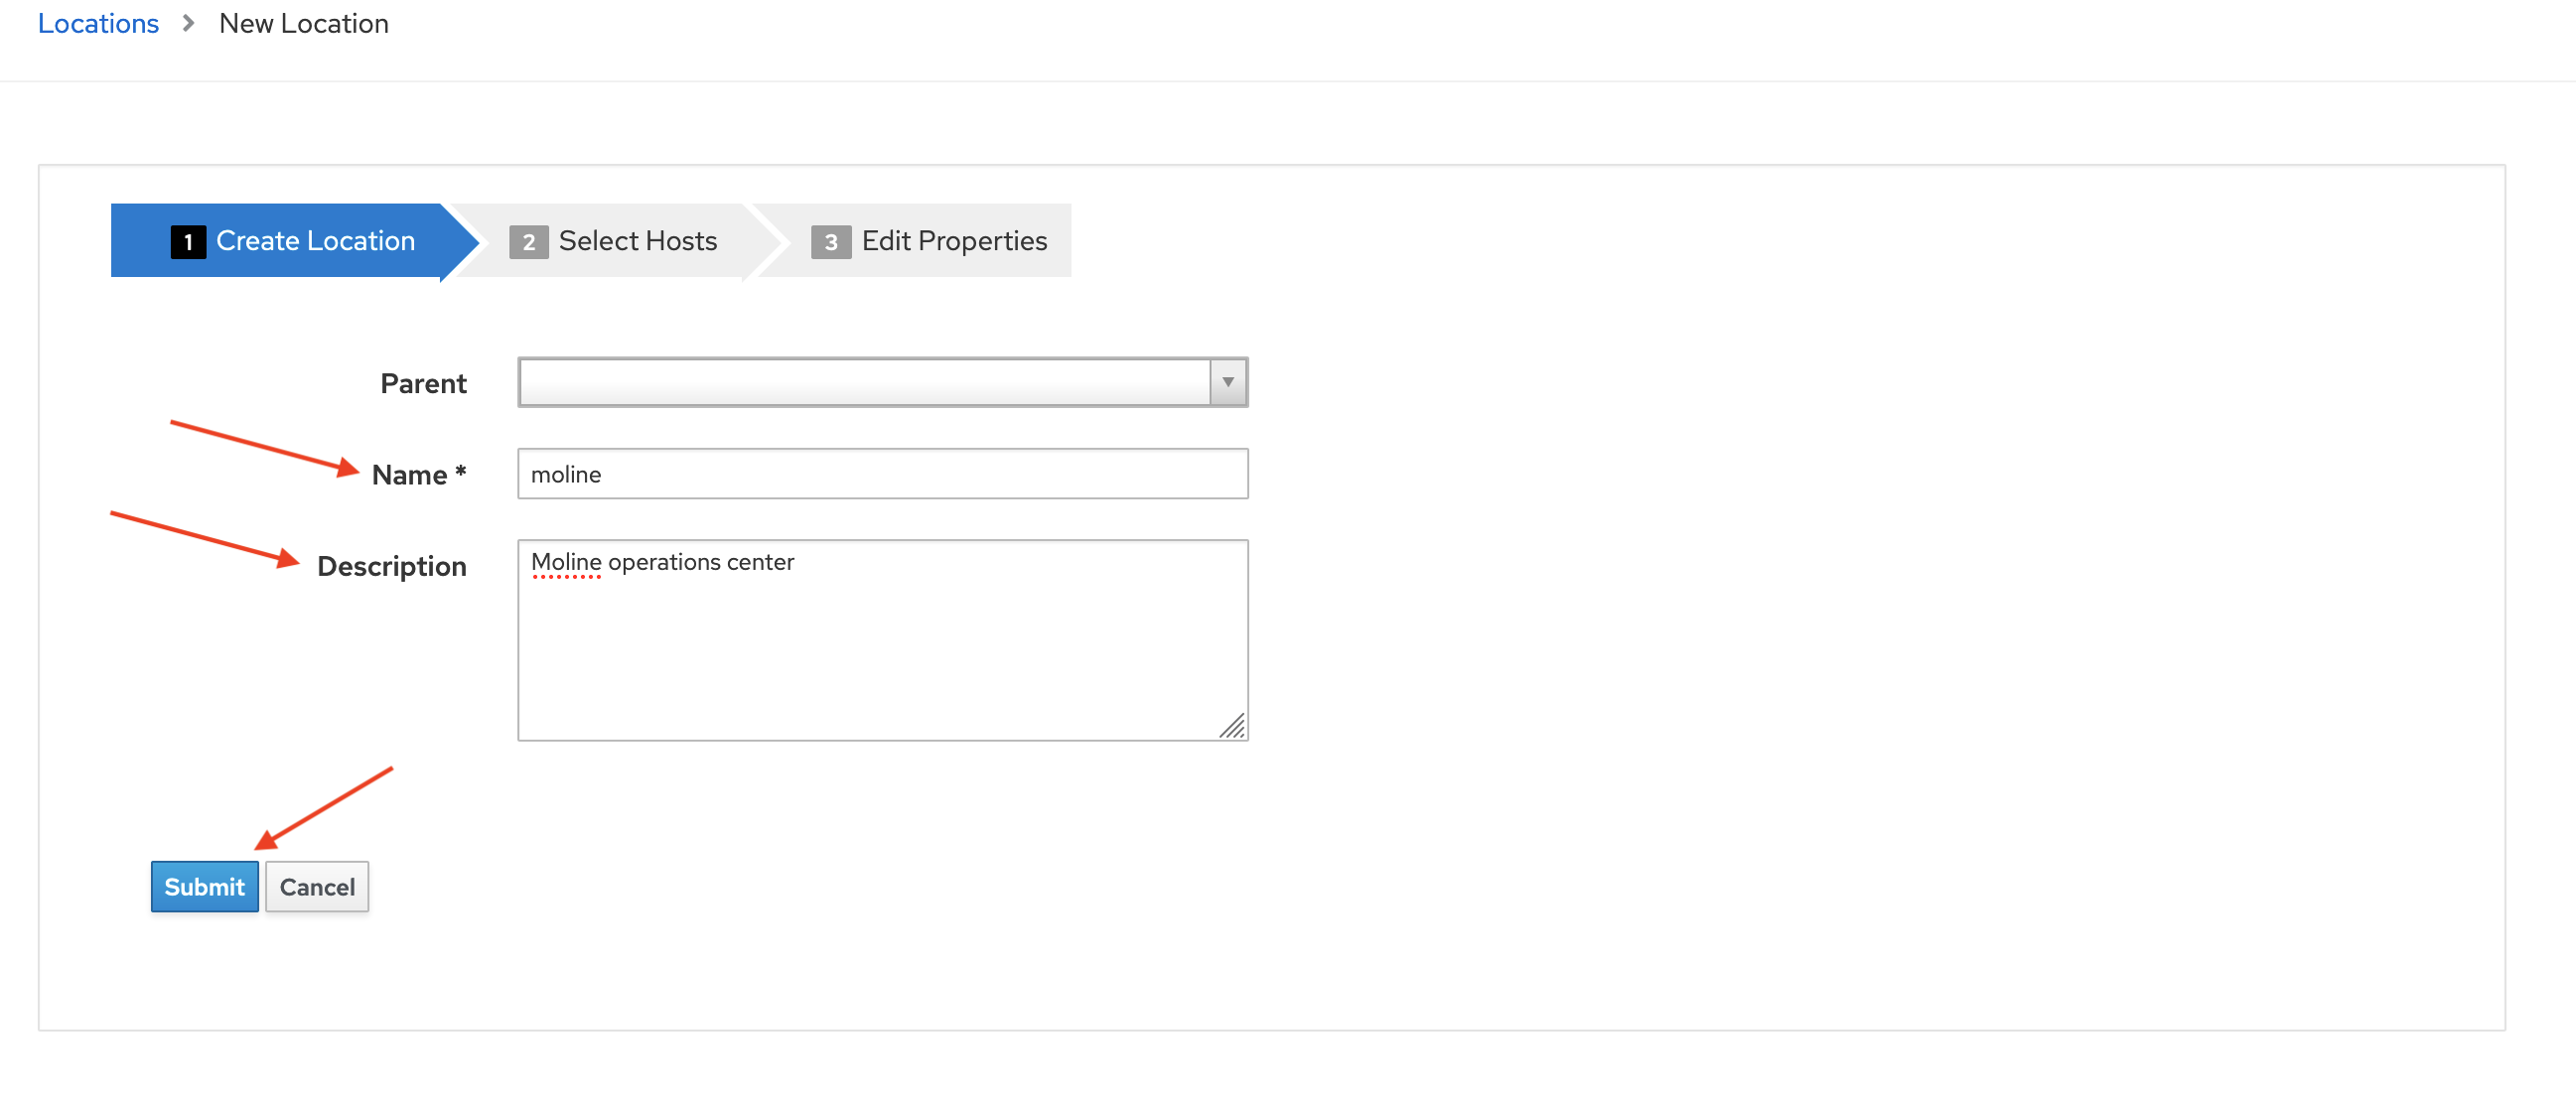 Locations > New Location
1 Create Location 2 Select Hosts 3 Edit Properties
Parent
Name * moline
Description Moline operations center
Submit Cancel